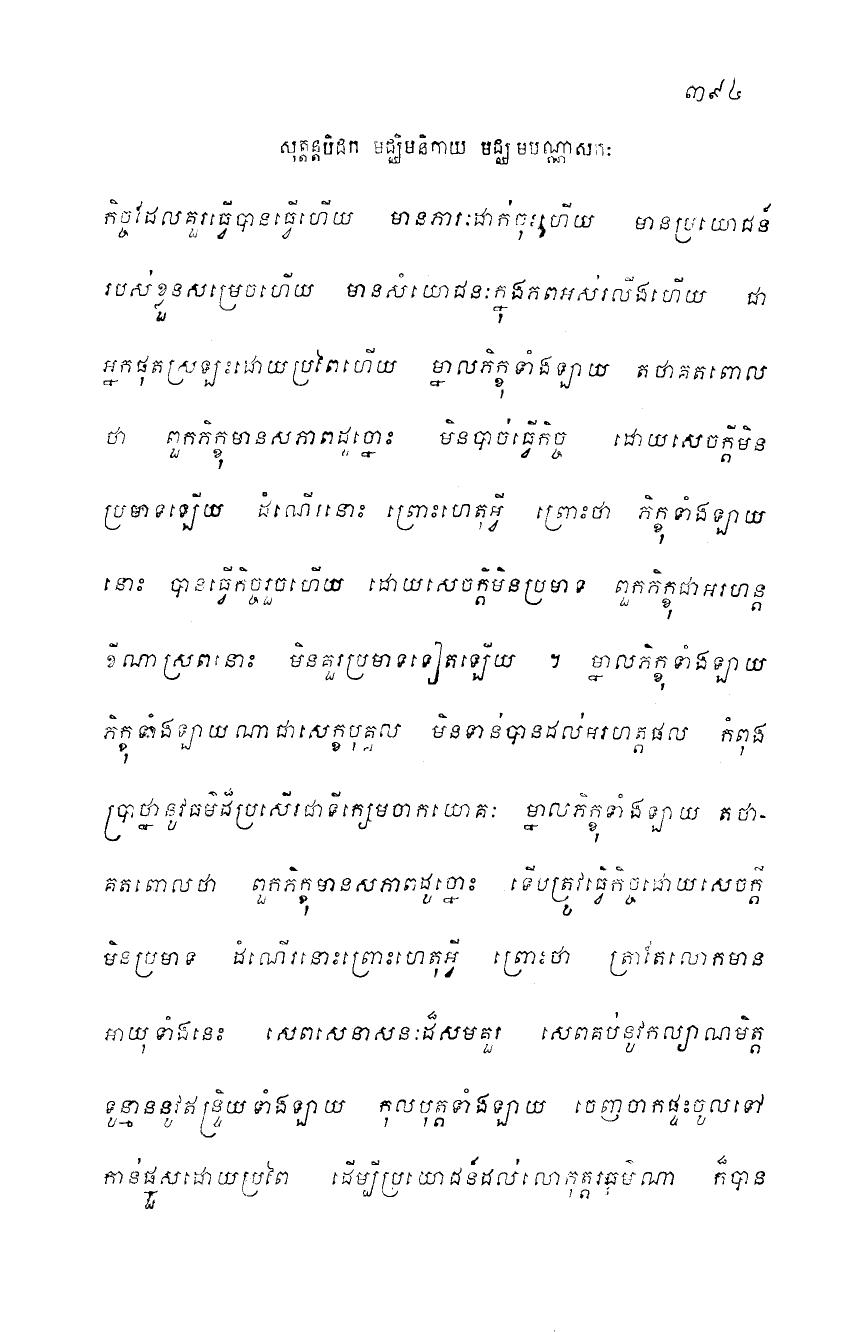 ៣៩៤
សុត្តន្តបិដក មជ្ឈិមនិកាយ មជ្ឈមបណ្ណាសកៈ
កិច្ចដែលគួរធ្វើបានធ្វើហើយ មានភារៈដាក់ចុះហើយ មានប្រយោជន៍
របស់ខ្លួនសម្រេចហើយ មានសំយោជនៈក្នុងភពអស់រលីងហើយ ជា
អ្នកផុតស្រឡះដោយប្រពៃហើយ ម្នាលភិក្ខុទាំងឡាយ តថាគតពោល
ថា ពួកភិក្ខុមានសភាពដូច្នោះ មិនបាច់ធ្វើកិច្ច ដោយសេចក្តីមិន
ប្រមាទឡើយ ដំណើរនោះ ព្រោះហេតុអ្វី ព្រោះថា ភិក្ខុទាំងឡាយ
នោះ បានធ្វើកិច្ចរួចហើយ ដោយសេចក្តីមិនប្រមាទ ពួកភិក្ខុជាអរហន្ត
ខីណាស្រពនោះ មិនគួរប្រមាទទៀតឡើយ ។ ម្នាលភិក្ខុទាំងឡាយ
ភិក្ខុទាំងឡាយណាជាសេក្ខបុគ្គល មិនទាន់បានដល់អរហត្តផល កំពុង
ប្រាថ្នានូវធម៌ដ៏ប្រសើរជាទីក្សេមចាកយោគៈ ម្នាលភិក្ខុទាំងឡាយ តថា-
គតពោលថា ពួកភិក្ខុមានសភាពដូច្នោះ ទើបត្រូវធ្វើកិច្ចដោយសេចក្តី
មិនប្រមាទ ដំណើរនោះព្រោះហេតុអ្វី ព្រោះថា ត្រាតែលោកមាន
អាយុទាំងនេះ សេពសេនាសនៈដ៏សមគួរ សេពគប់នូវកល្យាណមិត្ត
ទូន្មាននូវឥន្ទ្រិយទាំងឡាយ កុលបុត្តទាំងឡាយ ចេញចាកផ្ទះចូលទៅ
កាន់ផ្នួសដោយប្រពៃ ដើម្បីប្រយោជន៍ដល់លោកុត្តរធម៌ណា ក៏បាន